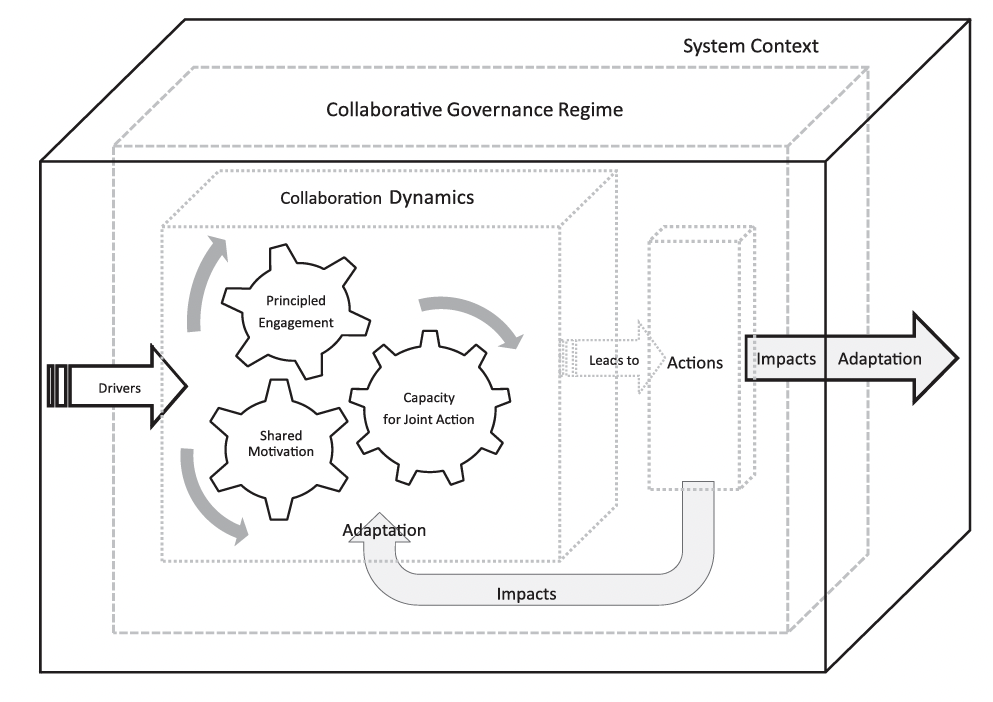 System Context
Collaborative Governance Regime
Collaboration Dynamics
Principled
Engagement
Capacity
for Joint Action
Shared
Motivation
Drivers
Leads to
Actions
Impacts
Adaptation
Adaptation
Impacts